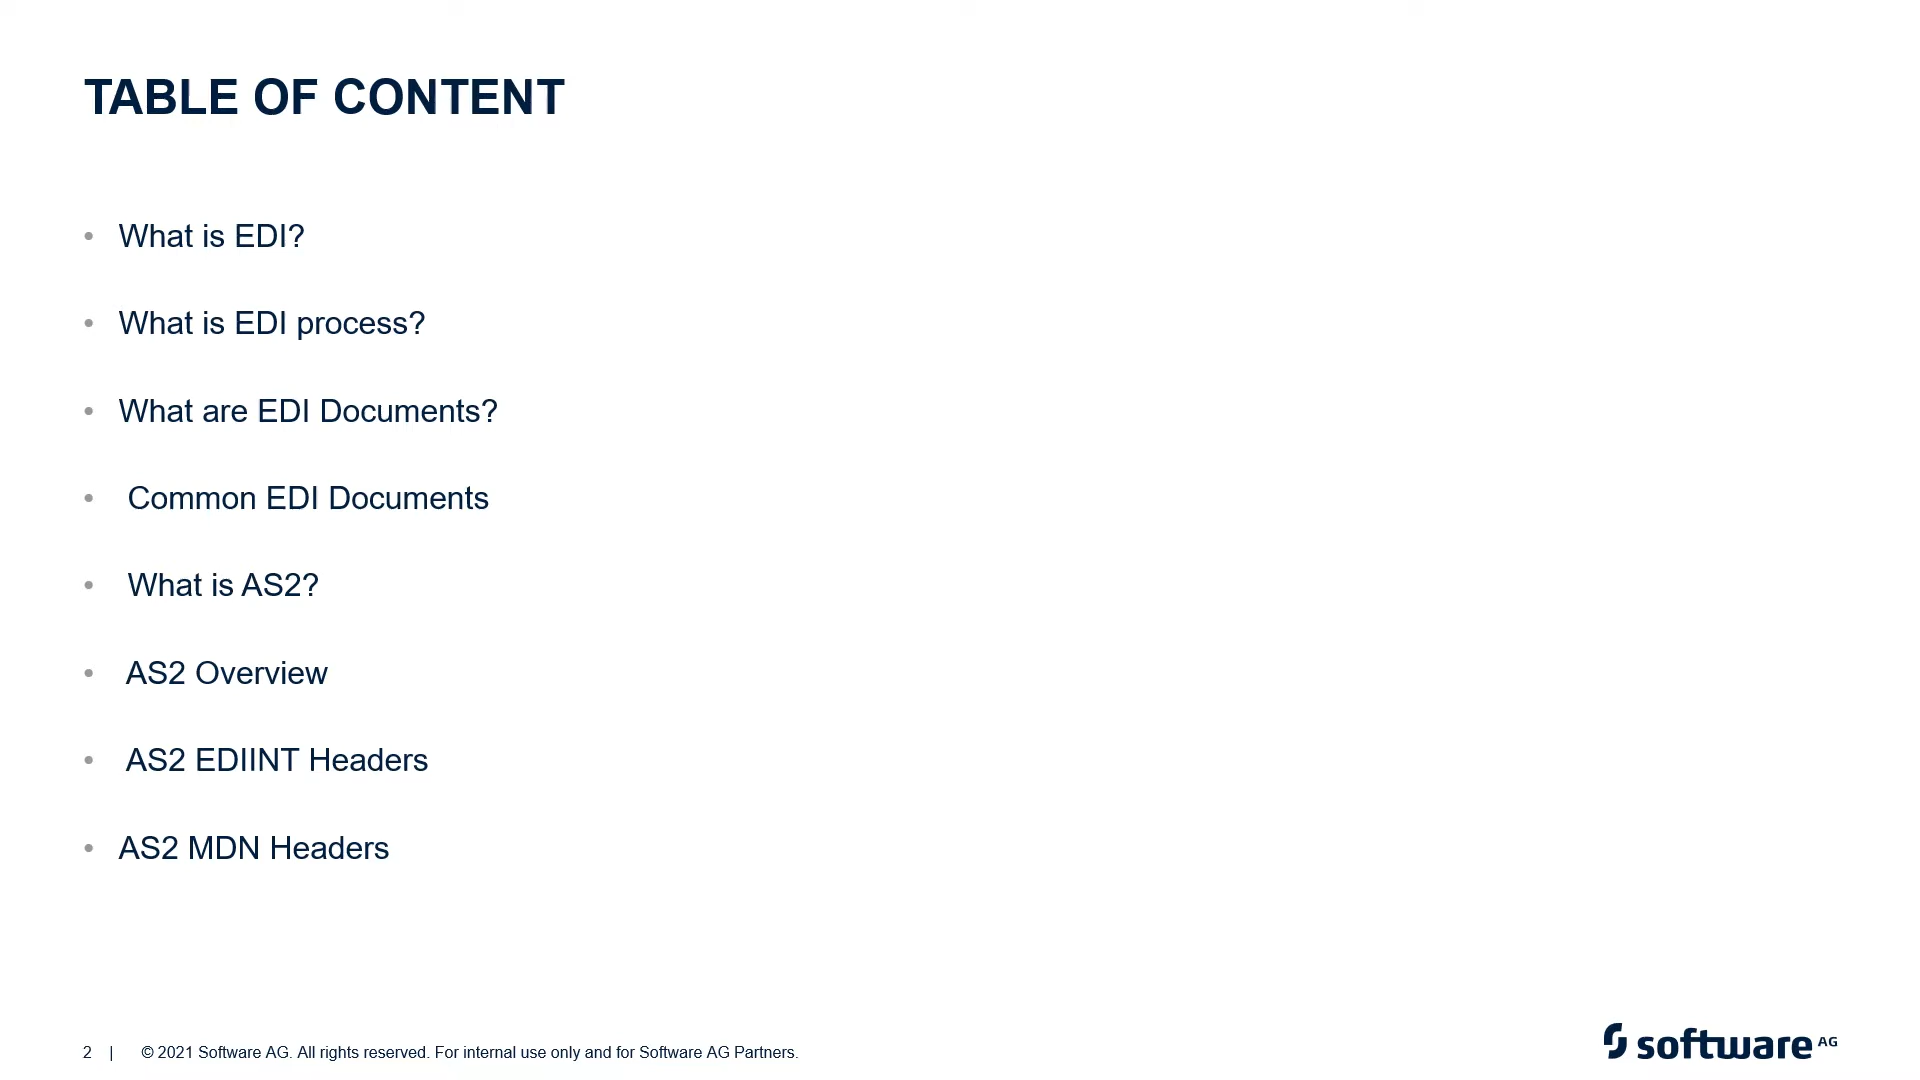 TABLE OF CONTENT
• What is EDI?
• What is EDI process?
• What are EDI Documents?
• Common EDI Documents
• What is AS2?
• AS2 Overview
• AS2 EDIINT Headers
• AS2 MDN Headers
2 | © 2021 Software AG. All rights reserved. For internal use only and for Software AG Partners.
software AG